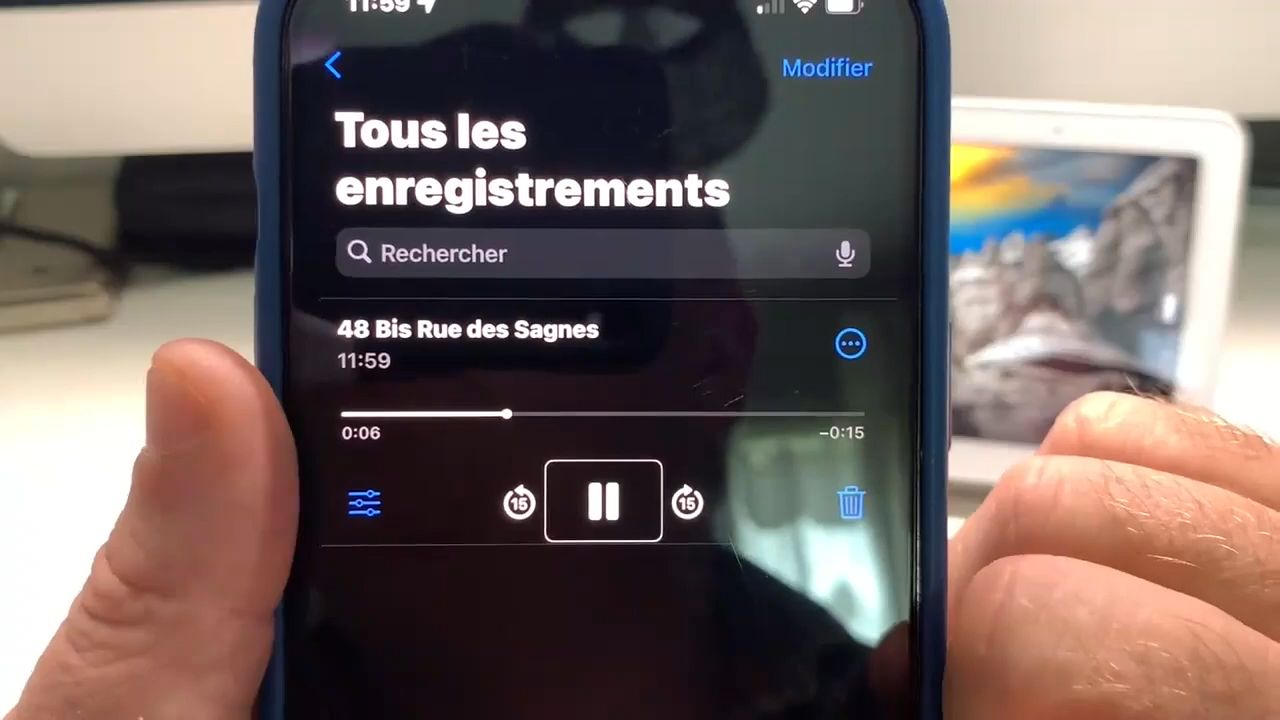 11:59
Modifier
Tous les
enregistrements
Rechercher
48 Bis Rue des Sagnes
11:59
0:06
−0:15
15
15